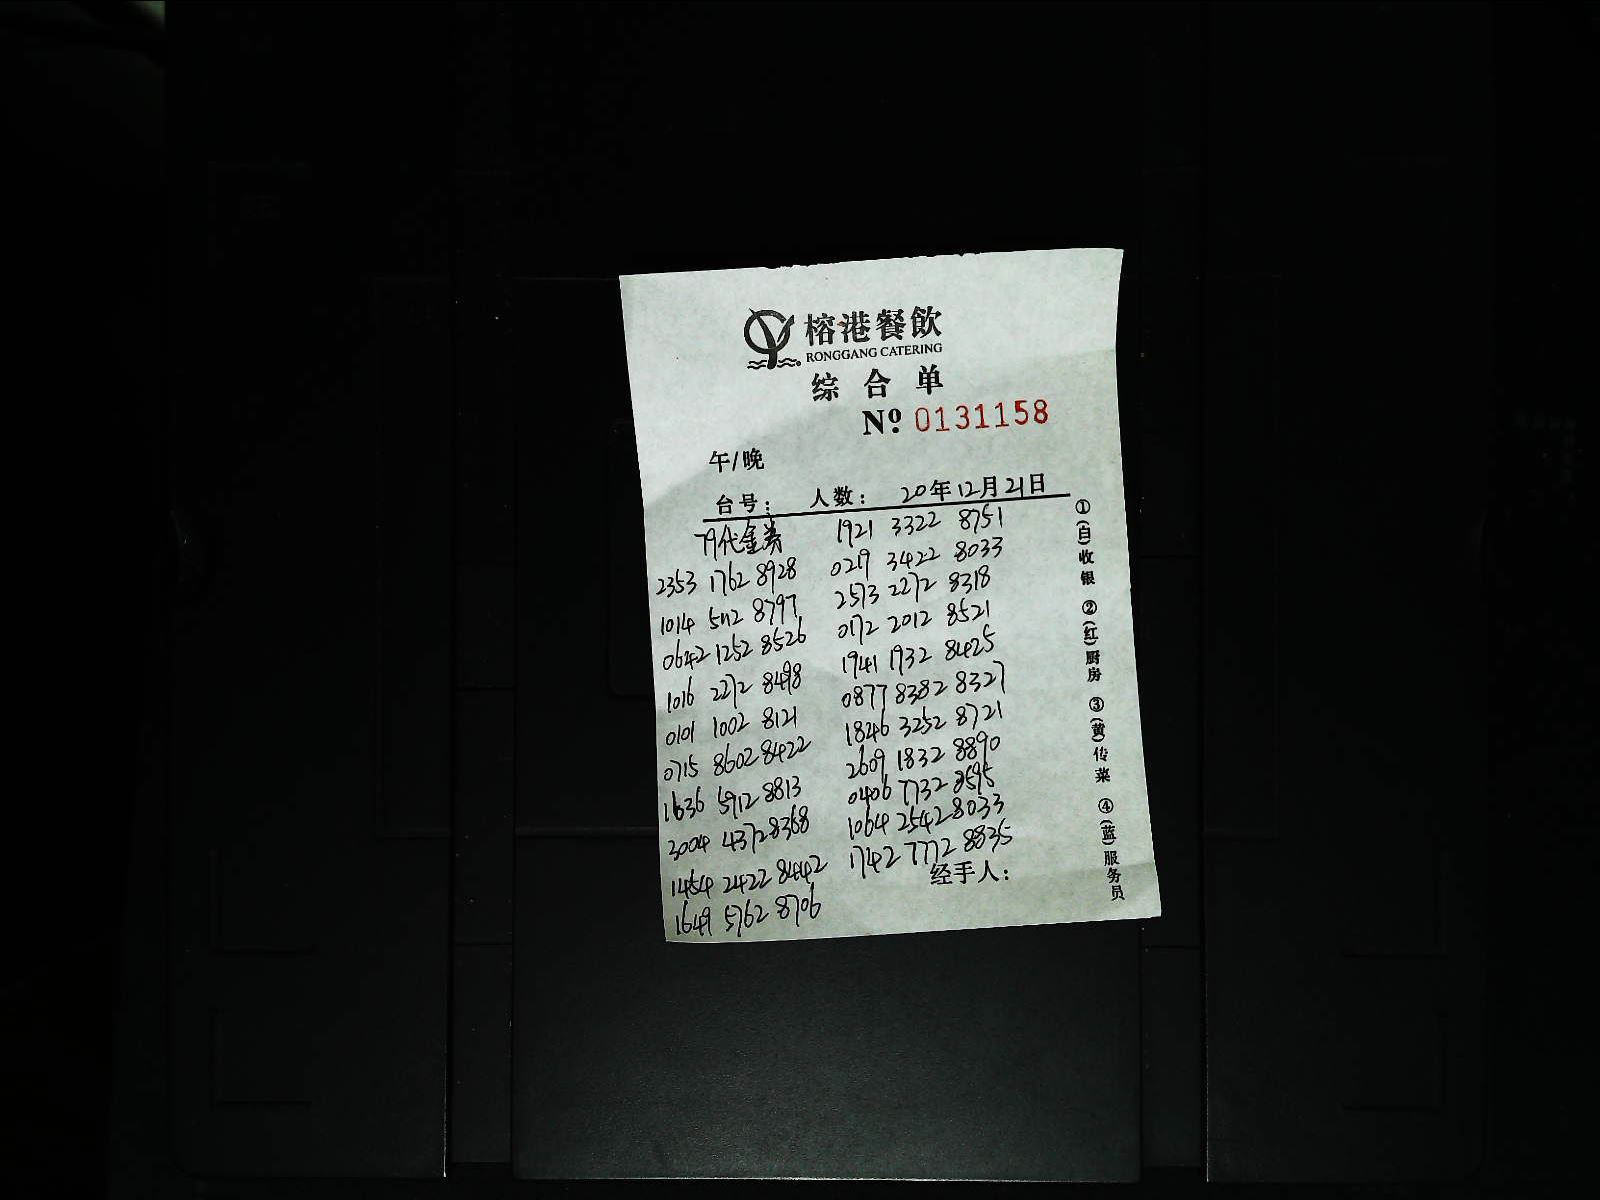 榕港餐飲
RONGGANG CATERING
综合单
Nº 0131158
午/晚
台号: 人数: 20年12月21日
79代金券
2353 1762 8928
1014 5112 8797
0642 1252 8526
1016 2272 8498
0101 1002 8121
0715 8602 8422
1636 5912 8813
3004 4372 8368
1454 2422 8442
1649 5762 8706
1921 3322 8751
0219 3422 8033
2573 2272 8318
0172 2012 8521
1941 1932 8425
0877 8382 8327
1846 3252 8721
2609 1832 8890
0406 7732 8595
1064 2542 8033
1742 7772 8835
经手人:
①(白)收银 ②(红)厨房 ③(黄)传菜 ④(蓝)服务员